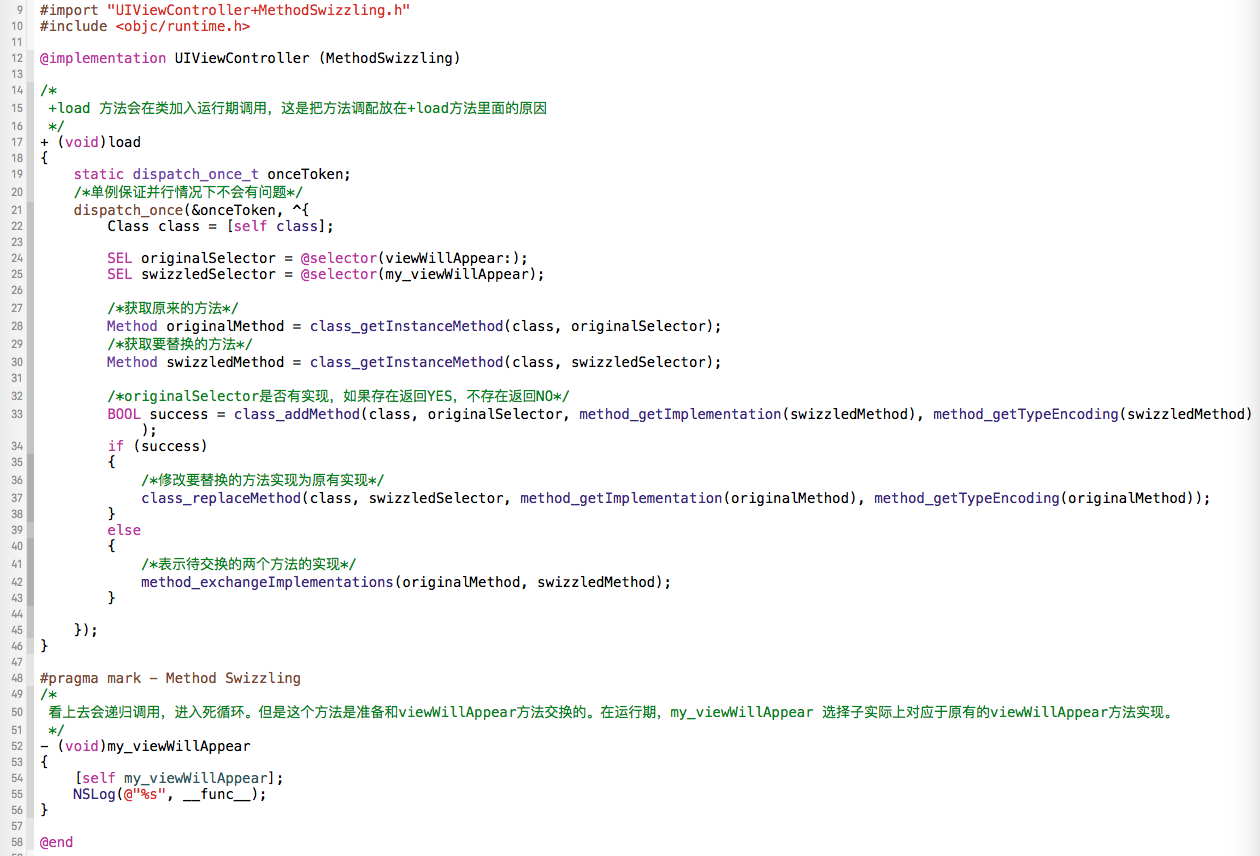 9 #import "UIViewController+MethodSwizzling.h"
10 #include <objc/runtime.h>
11
12 @implementation UIViewController (MethodSwizzling)
13
14 /*
15  +load 方法会在类加入运行期调用，这是把方法调配放在+load方法里面的原因
16  */
17 + (void)load
18 {
19     static dispatch_once_t onceToken;
20     /*单例保证并行情况下不会有问题*/
21     dispatch_once(&onceToken, ^{
22         Class class = [self class];
23
24         SEL originalSelector = @selector(viewWillAppear:);
25         SEL swizzledSelector = @selector(my_viewWillAppear);
26
27         /*获取原来的方法*/
28         Method originalMethod = class_getInstanceMethod(class, originalSelector);
29         /*获取要替换的方法*/
30         Method swizzledMethod = class_getInstanceMethod(class, swizzledSelector);
31
32         /*originalSelector是否有实现，如果存在返回YES，不存在返回NO*/
33         BOOL success = class_addMethod(class, originalSelector, method_getImplementation(swizzledMethod), method_getTypeEncoding(swizzledMethod)
            );
34         if (success)
35         {
36             /*修改要替换的方法实现为原有实现*/
37             class_replaceMethod(class, swizzledSelector, method_getImplementation(originalMethod), method_getTypeEncoding(originalMethod));
38         }
39         else
40         {
41             /*表示待交换的两个方法的实现*/
42             method_exchangeImplementations(originalMethod, swizzledMethod);
43         }
44
45     });
46 }
47
48 #pragma mark - Method Swizzling
49 /*
50  看上去会递归调用，进入死循环。但是这个方法是准备和viewWillAppear方法交换的。在运行期，my_viewWillAppear 选择子实际上对应于原有的viewWillAppear方法实现。
51  */
52 - (void)my_viewWillAppear
53 {
54     [self my_viewWillAppear];
55     NSLog(@"%s", __func__);
56 }
57
58 @end